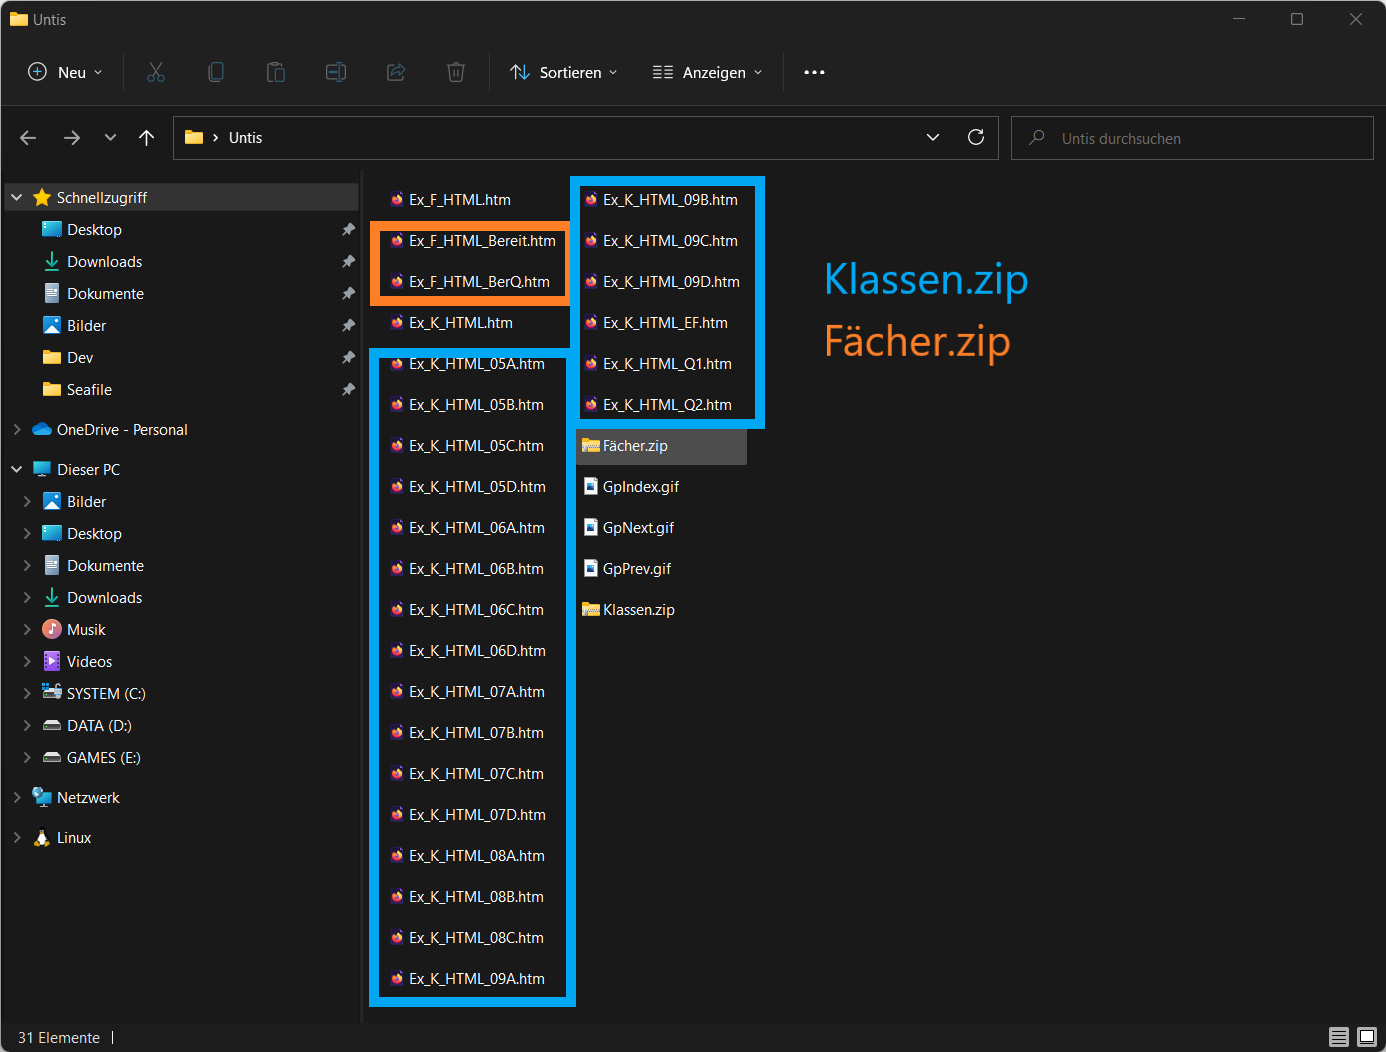 Untis
Neu
Sortieren
Anzeigen
Untis
Untis durchsuchen
Schnellzugriff
Desktop
Downloads
Dokumente
Bilder
Dev
Seafile
OneDrive - Personal
Dieser PC
Bilder
Desktop
Dokumente
Downloads
Musik
Videos
SYSTEM (C:)
DATA (D:)
GAMES (E:)
Netzwerk
Linux
Ex_F_HTML.htm
Ex_F_HTML_Bereit.htm
Ex_F_HTML_BerQ.htm
Ex_K_HTML.htm
Ex_K_HTML_05A.htm
Ex_K_HTML_05B.htm
Ex_K_HTML_05C.htm
Ex_K_HTML_05D.htm
Ex_K_HTML_06A.htm
Ex_K_HTML_06B.htm
Ex_K_HTML_06C.htm
Ex_K_HTML_06D.htm
Ex_K_HTML_07A.htm
Ex_K_HTML_07B.htm
Ex_K_HTML_07C.htm
Ex_K_HTML_07D.htm
Ex_K_HTML_08A.htm
Ex_K_HTML_08B.htm
Ex_K_HTML_08C.htm
Ex_K_HTML_09A.htm
Ex_K_HTML_09B.htm
Ex_K_HTML_09C.htm
Ex_K_HTML_09D.htm
Ex_K_HTML_EF.htm
Ex_K_HTML_Q1.htm
Ex_K_HTML_Q2.htm
Fächer.zip
GpIndex.gif
GpNext.gif
GpPrev.gif
Klassen.zip
Klassen.zip
Fächer.zip
31 Elemente